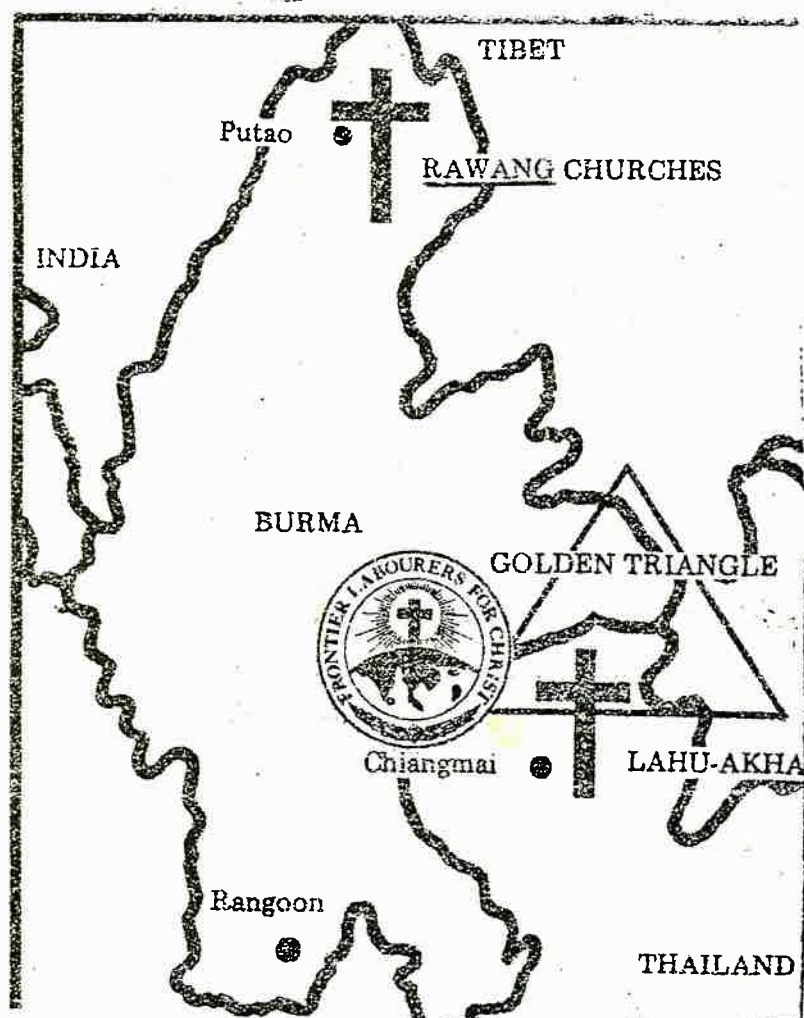 TIBET
Putao
RAWANG CHURCHES
INDIA
BURMA
GOLDEN TRIANGLE
FRONTIER LABOURERS FOR CHRIST
Chiangmai
LAHU-AKHA
Rangoon
THAILAND